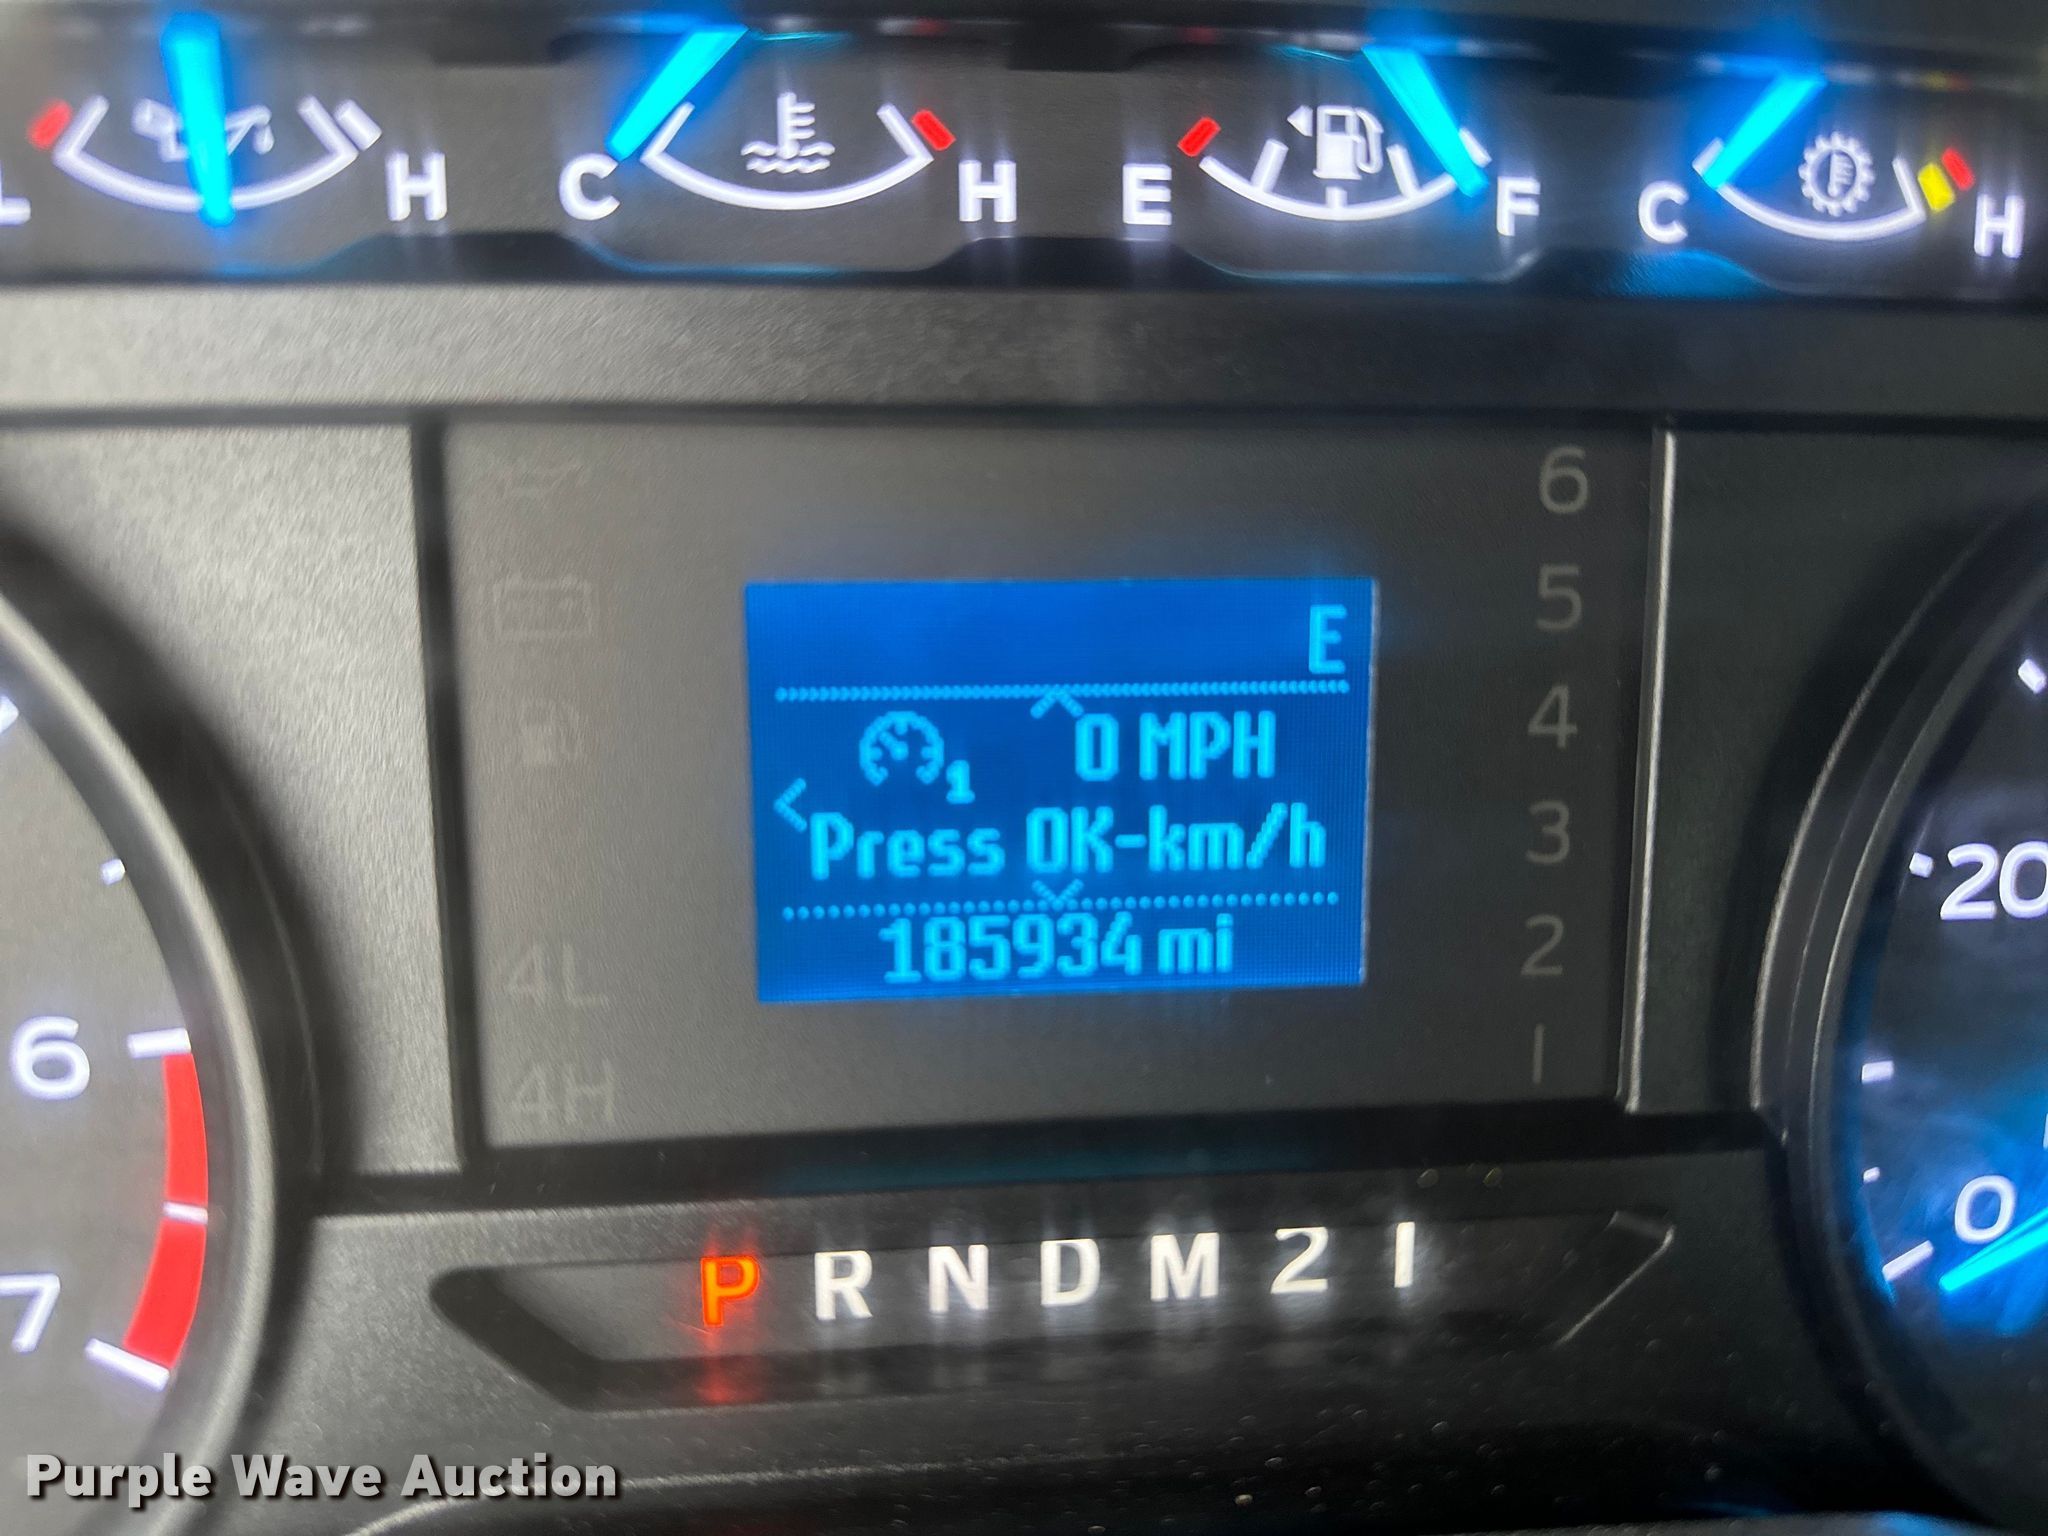 L H C H E F C H
6
5
4
3
2
1
E
1 0 MPH
Press OK-km/h
185934 mi
4L
4H
6
7
20
0
P R N D M 2 1
Purple Wave Auction